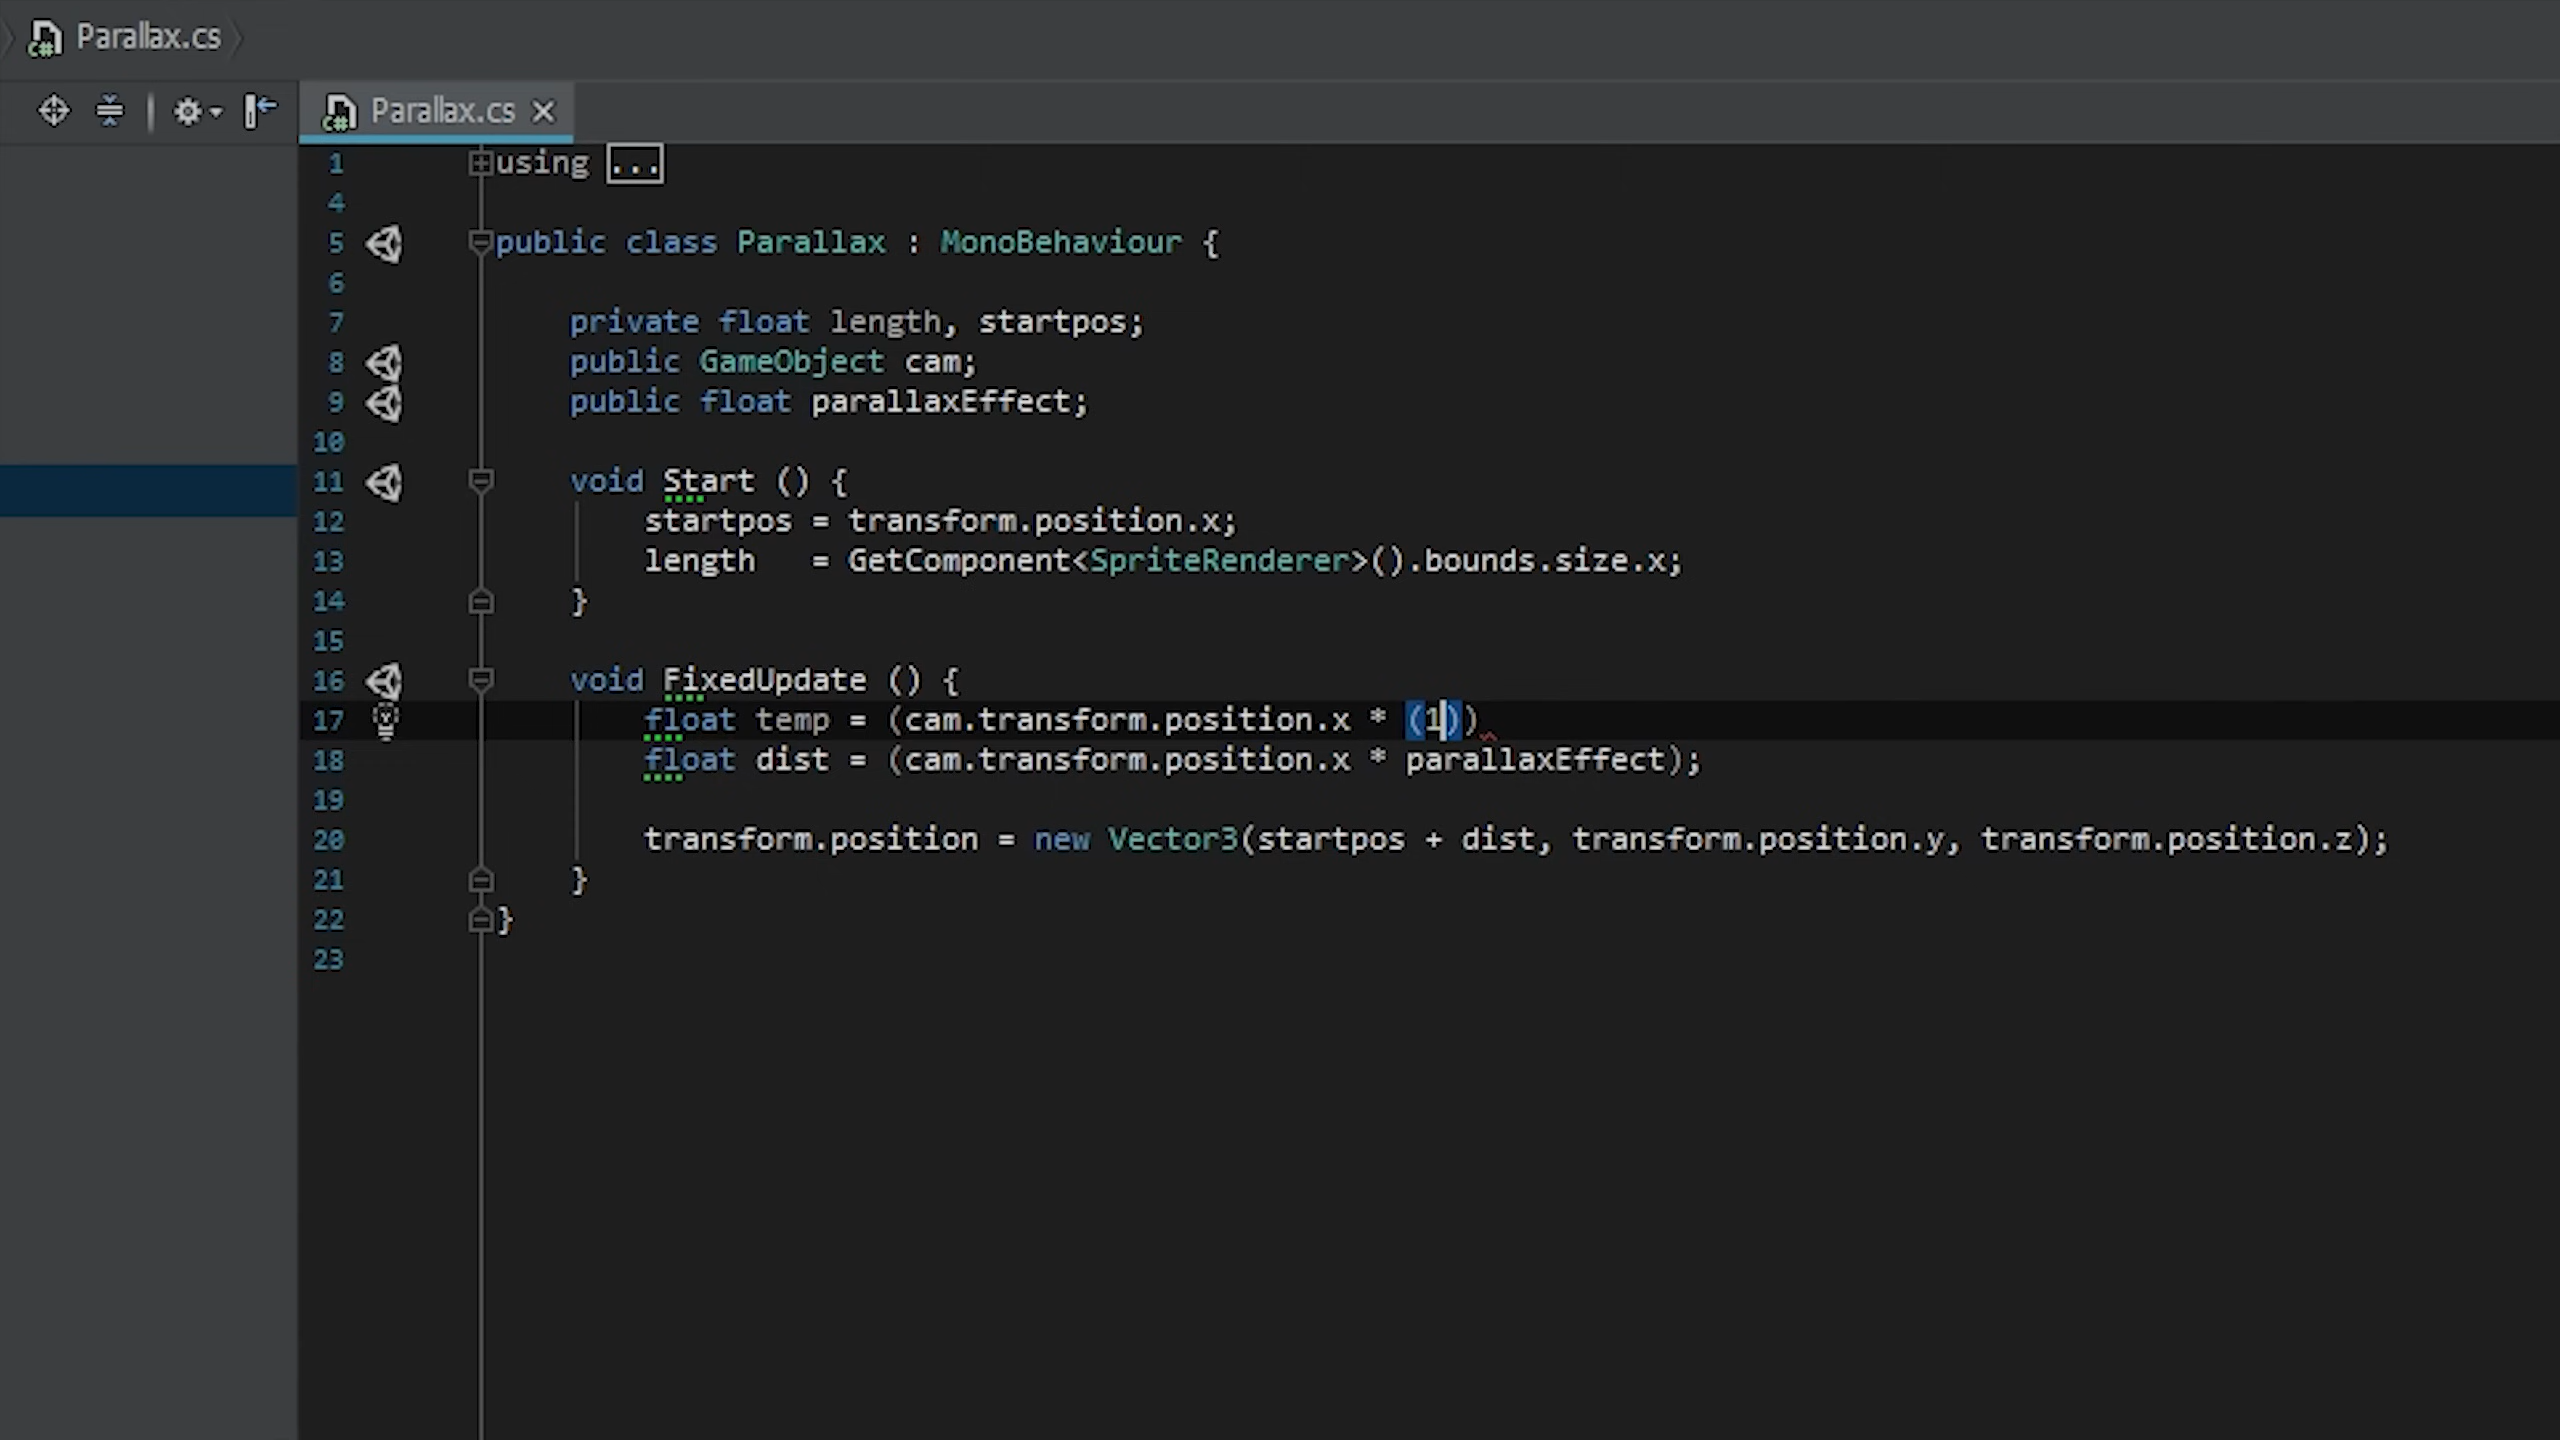 Parallax.cs
Parallax.cs
1 using ...
4
5 public class Parallax : MonoBehaviour {
6
7 private float length, startpos;
8 public GameObject cam;
9 public float parallaxEffect;
10
11 void Start () {
12 startpos = transform.position.x;
13 length   = GetComponent<SpriteRenderer>().bounds.size.x;
14 }
15
16 void FixedUpdate () {
17 float temp = (cam.transform.position.x * (1))
18 float dist = (cam.transform.position.x * parallaxEffect);
19
20 transform.position = new Vector3(startpos + dist, transform.position.y, transform.position.z);
21 }
22 }
23